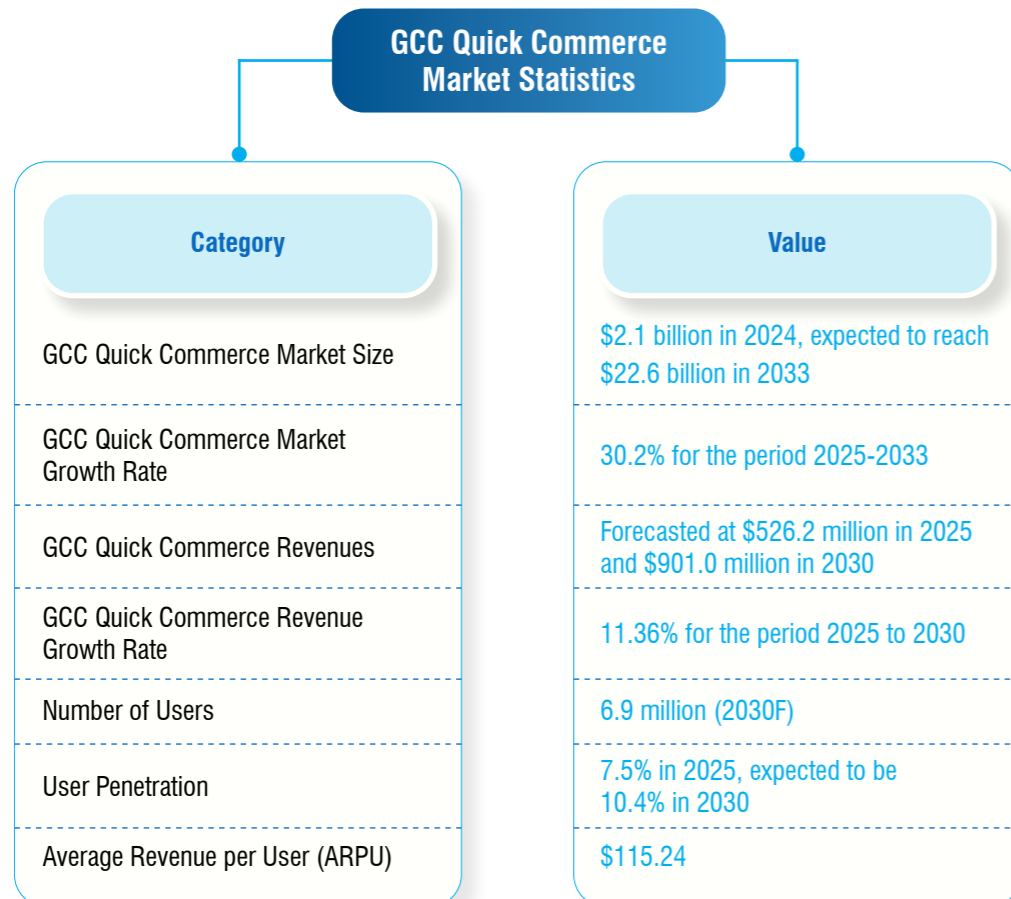 GCC Quick Commerce
Market Statistics
Category
Value
GCC Quick Commerce Market Size
$2.1 billion in 2024, expected to reach
$22.6 billion in 2033
GCC Quick Commerce Market
Growth Rate
30.2% for the period 2025-2033
GCC Quick Commerce Revenues
Forecasted at $526.2 million in 2025
and $901.0 million in 2030
GCC Quick Commerce Revenue
Growth Rate
11.36% for the period 2025 to 2030
Number of Users
6.9 million (2030F)
User Penetration
7.5% in 2025, expected to be
10.4% in 2030
Average Revenue per User (ARPU)
$115.24